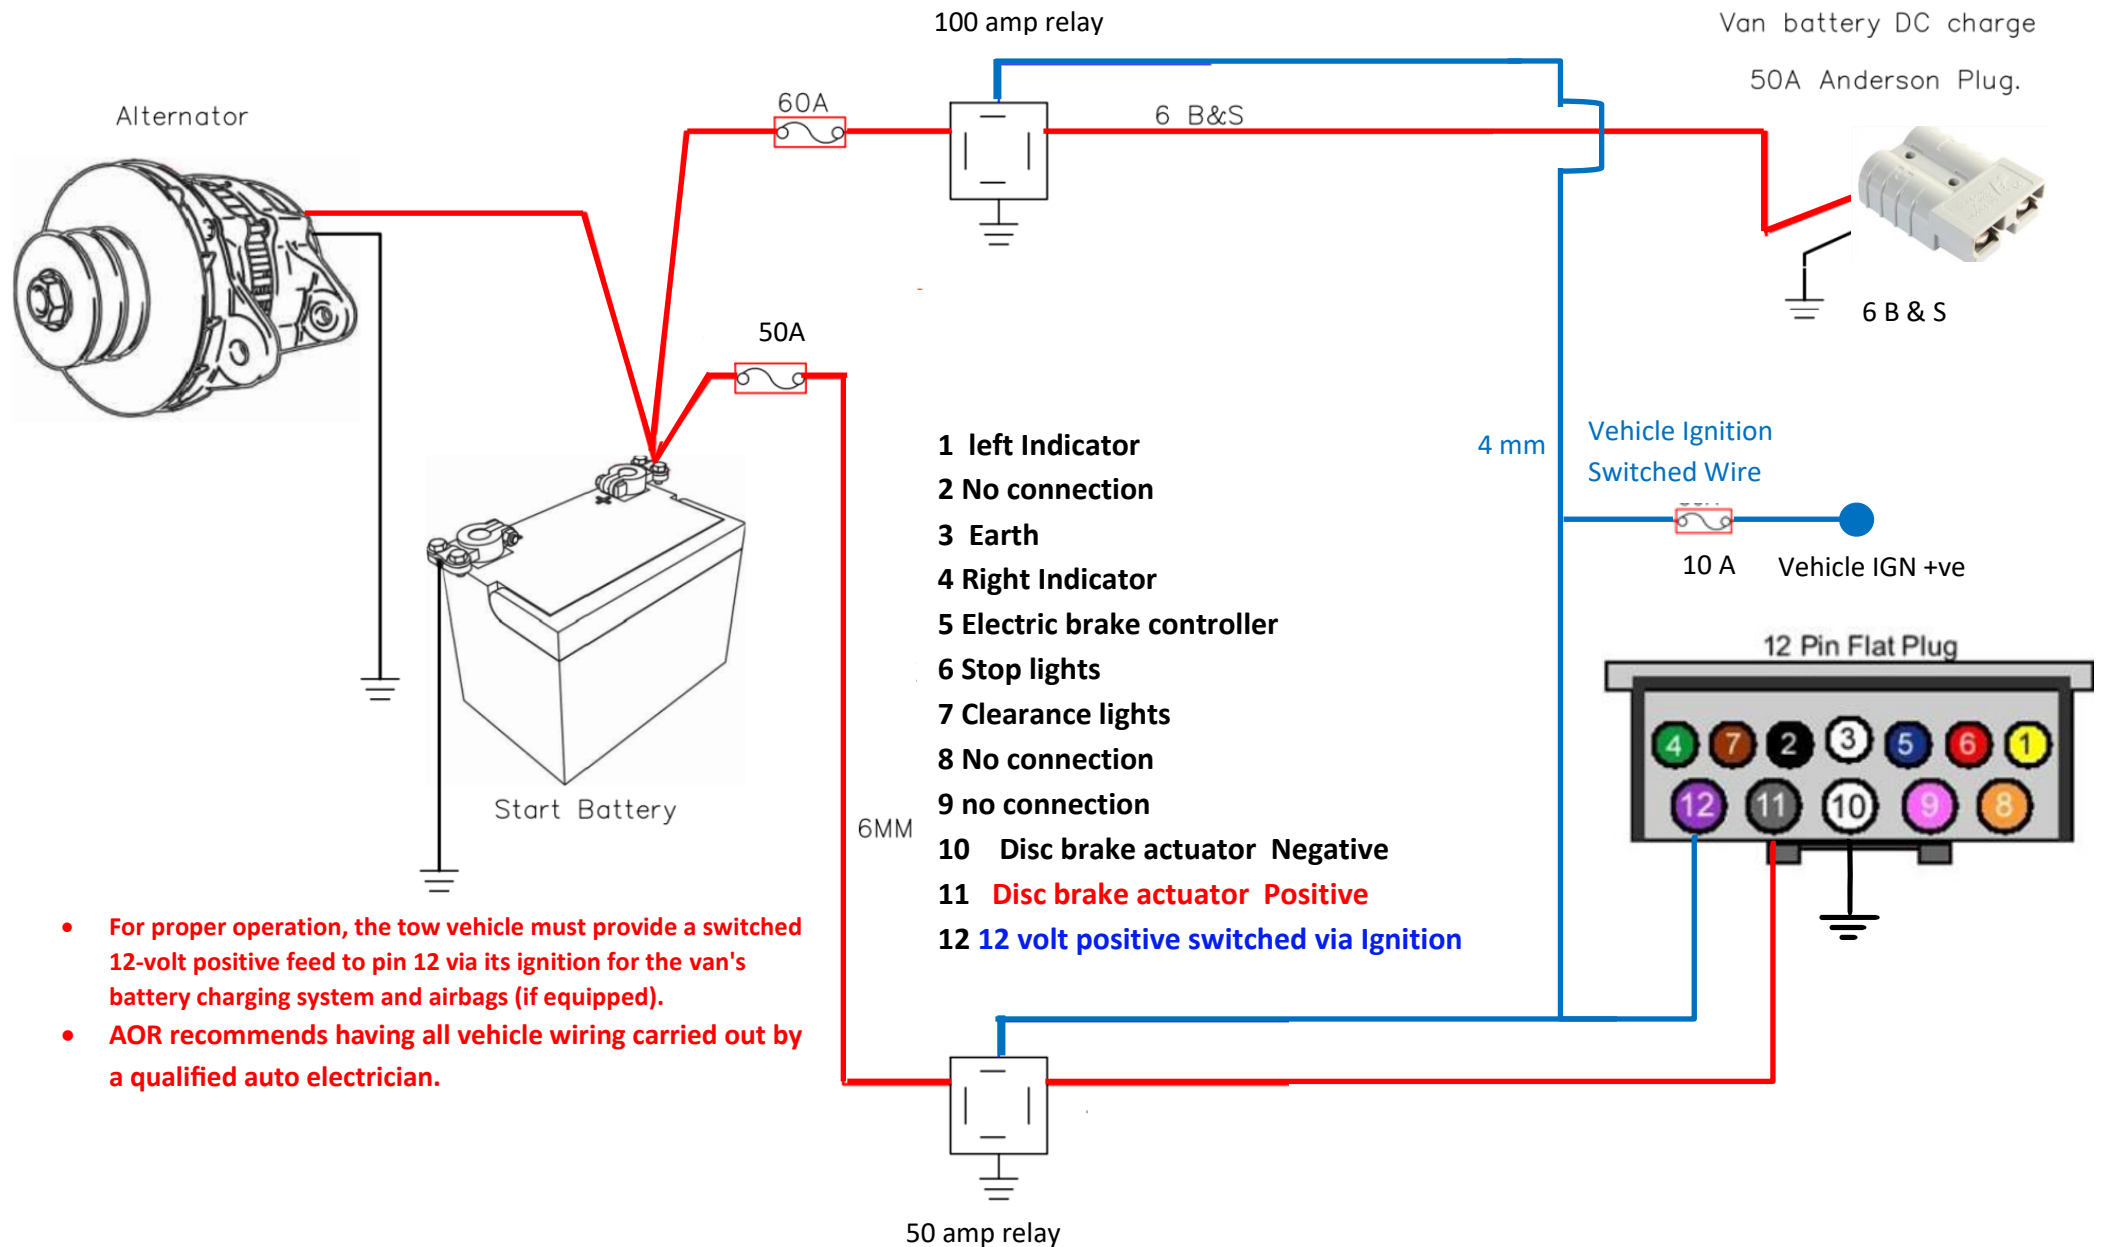 100 amp relay
Van battery DC charge
50A Anderson Plug.
Alternator
60A
6 B&S
50A
6 B & S
1 left Indicator
2 No connection
3 Earth
4 Right Indicator
5 Electric brake controller
6 Stop lights
7 Clearance lights
8 No connection
9 no connection
10 Disc brake actuator Negative
11 Disc brake actuator Positive
12 12 volt positive switched via Ignition
4 mm
Vehicle Ignition
Switched Wire
10 A
Vehicle IGN +ve
12 Pin Flat Plug
4 7 2 3 5 6 1
12 11 10 9 8
Start Battery
6MM
• For proper operation, the tow vehicle must provide a switched
12-volt positive feed to pin 12 via its ignition for the van's
battery charging system and airbags (if equipped).
• AOR recommends having all vehicle wiring carried out by
a qualified auto electrician.
50 amp relay